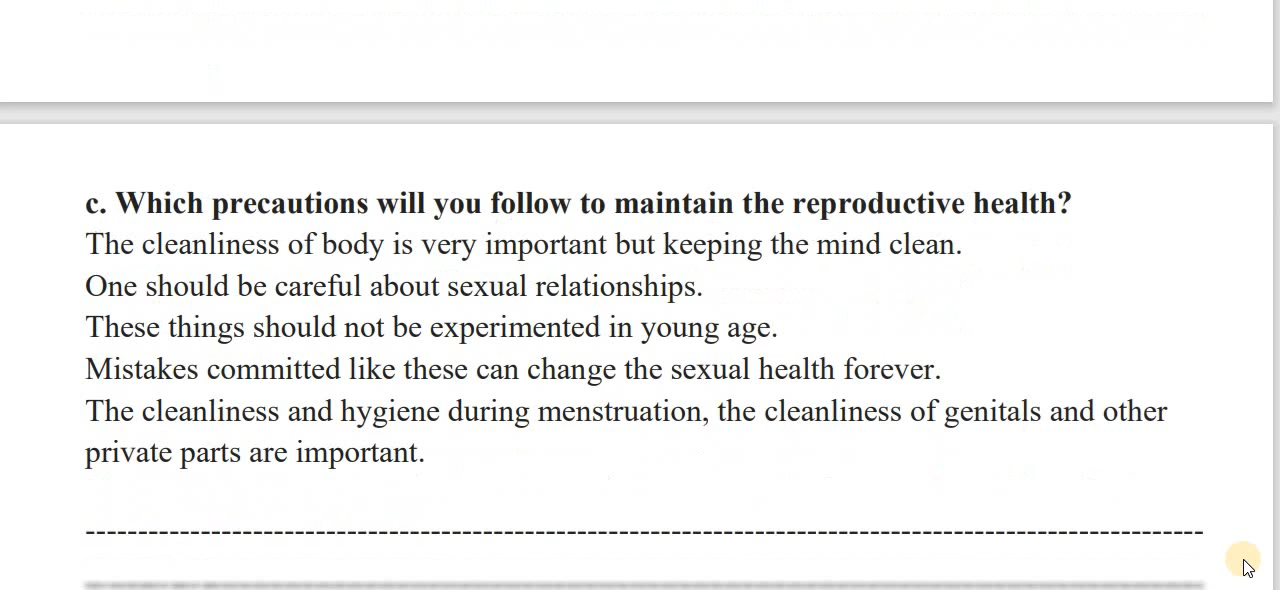 c. Which precautions will you follow to maintain the reproductive health?
The cleanliness of body is very important but keeping the mind clean.
One should be careful about sexual relationships.
These things should not be experimented in young age.
Mistakes committed like these can change the sexual health forever.
The cleanliness and hygiene during menstruation, the cleanliness of genitals and other
private parts are important.